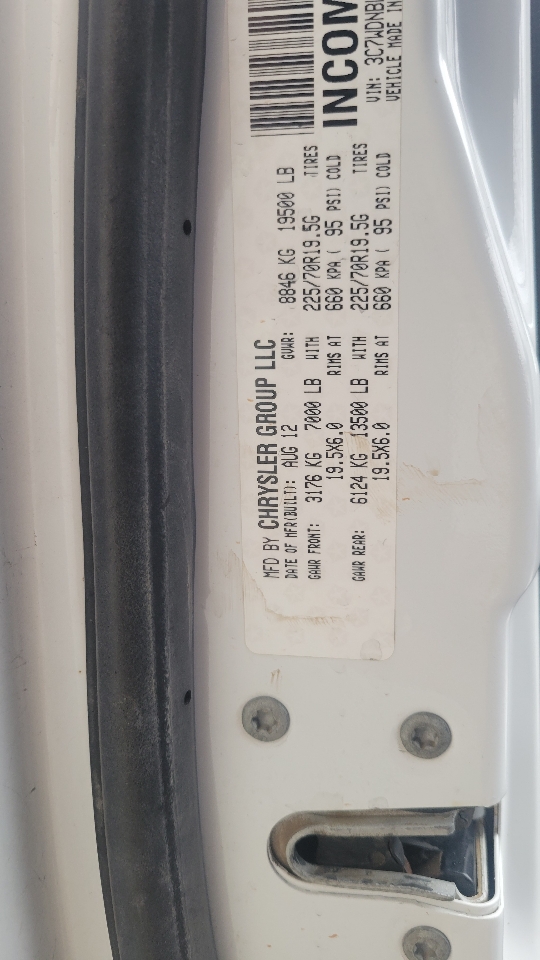 MFD BY CHRYSLER GROUP LLC
DATE OF MFR(BUILT): AUG 12 GVWR: 8846 KG 19500 LB
GAWR FRONT: 3176 KG 7000 LB WITH 225/70R19.5G TIRES
19.5X6.0 RIMS AT 660 KPA ( 95 PSI) COLD
GAWR REAR: 6124 KG 13500 LB WITH 225/70R19.5G TIRES
19.5X6.0 RIMS AT 660 KPA ( 95 PSI) COLD
INCOM
VIN: 3C7WDNBL
VEHICLE MADE IN